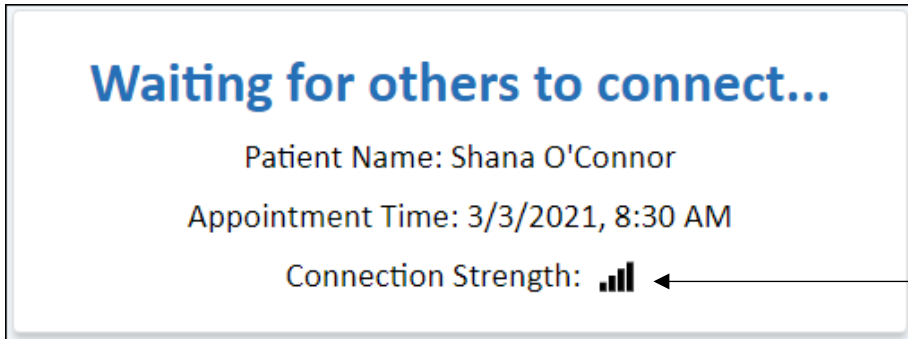 Waiting for others to connect...
Patient Name: Shana O'Connor
Appointment Time: 3/3/2021, 8:30 AM
Connection Strength: